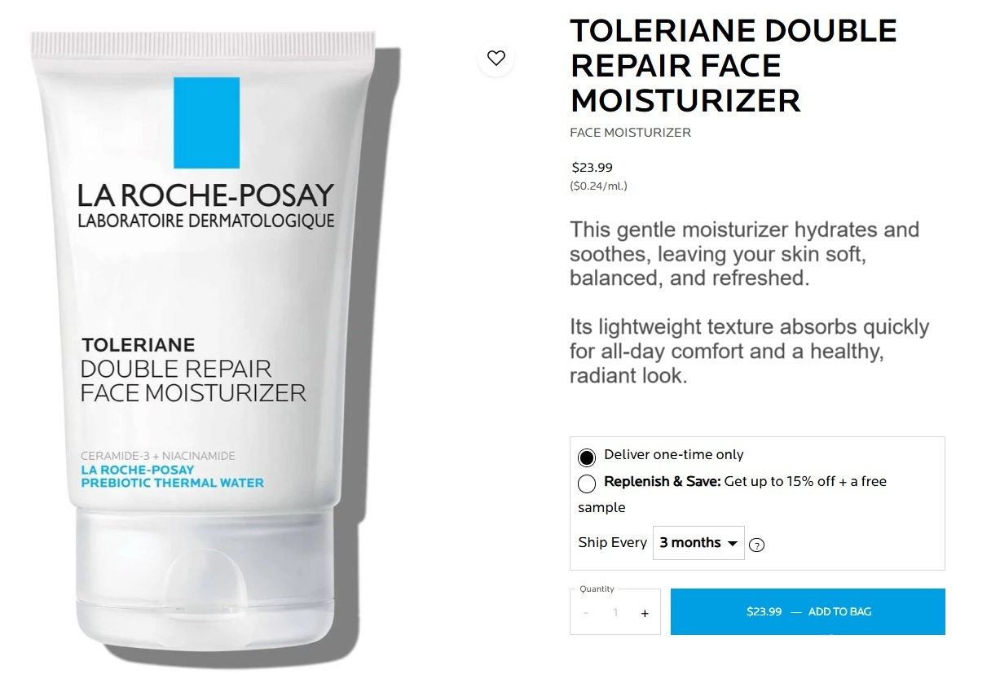 LA ROCHE-POSAY
LABORATOIRE DERMATOLOGIQUE
TOLERIANE
DOUBLE REPAIR
FACE MOISTURIZER
CERAMIDE-3 + NIACINAMIDE
LA ROCHE-POSAY
PREBIOTIC THERMAL WATER
TOLERIANE DOUBLE
REPAIR FACE
MOISTURIZER
FACE MOISTURIZER
$23.99
($0.24/ml.)
This gentle moisturizer hydrates and
soothes, leaving your skin soft,
balanced, and refreshed.
Its lightweight texture absorbs quickly
for all-day comfort and a healthy,
radiant look.
Deliver one-time only
Replenish & Save: Get up to 15% off + a free
sample
Ship Every 3 months ?
Quantity
- 1 +
$23.99 — ADD TO BAG